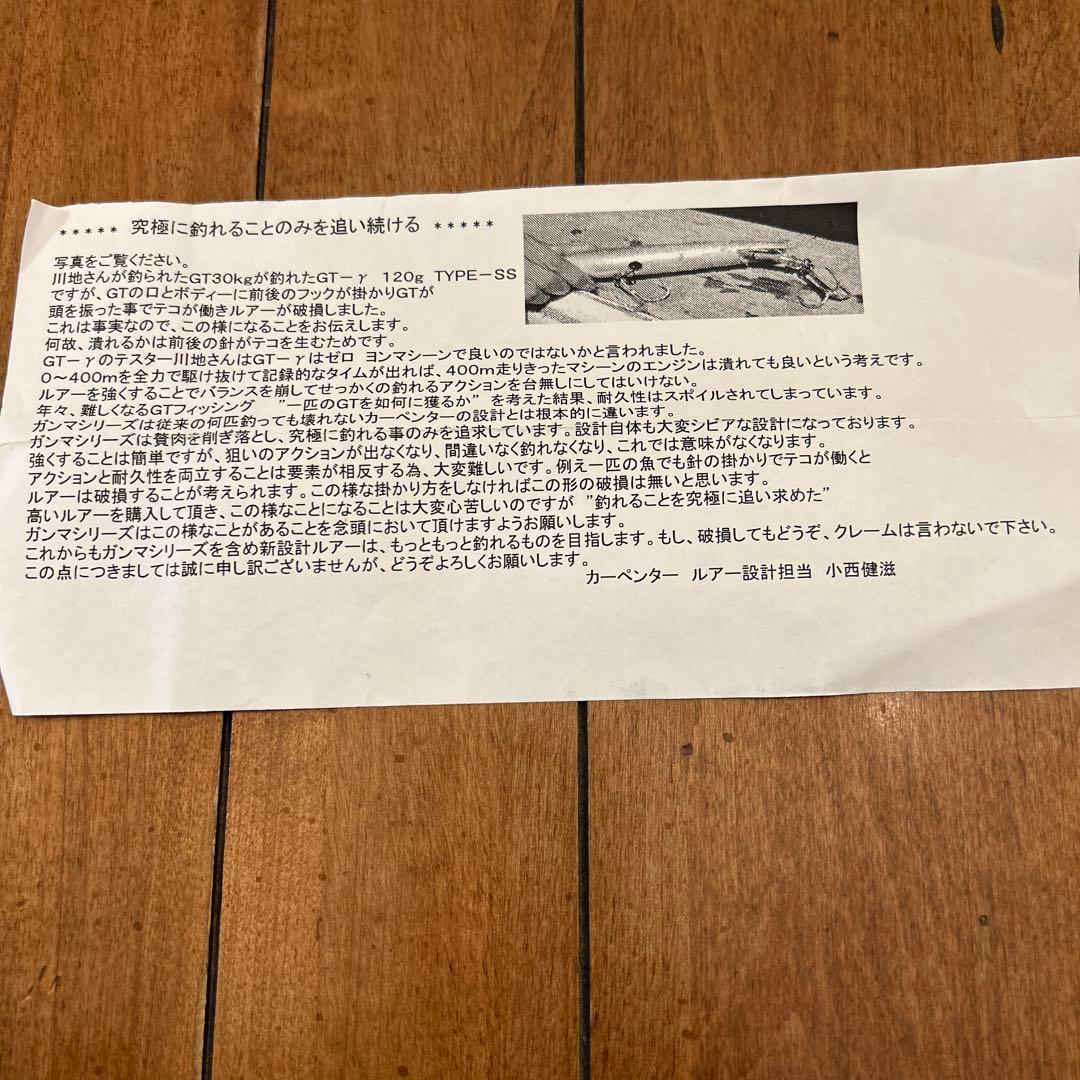 ***** 究極に釣れることのみを追い続ける *****
写真をご覧ください。
川地さんが釣られたGT30kgが釣れたGT－γ 120g TYPE－SS
ですが、GTの口とボディーに前後のフックが掛かりGTが
頭を振った事でテコが働きルアーが破損しました。
これは事実なので、この様になることをお伝えします。
何故、潰れるかは前後の針がテコを生むためです。
GT－γのテスター川地さんはGT－γはゼロ ヨンマシーンで良いのではないかと言われました。
0～400mを全力で駆け抜けて記録的なタイムが出れば、400m走りきったマシーンのエンジンは潰れても良いという考えです。
ルアーを強くすることでバランスを崩してせっかくの釣れるアクションを台無しにしてはいけない。
年々、難しくなるGTフィッシング ”一匹のGTを如何に獲るか” を考えた結果、耐久性はスポイルされてしまっています。
ガンマシリーズは従来の何匹釣っても壊れないカーペンターの設計とは根本的に違います。
ガンマシリーズは贅肉を削ぎ落とし、究極に釣れる事のみを追求しています。設計自体も大変シビアな設計になっております。
強くすることは簡単ですが、狙いのアクションが出なくなり、間違いなく釣れなくなり、これでは意味がなくなります。
アクションと耐久性を両立することは要素が相反する為、大変難しいです。例え一匹の魚でも針の掛かりでテコが働くと
ルアーは破損することが考えられます。この様な掛かり方をしなければこの形の破損は無いと思います。
高いルアーを購入して頂き、この様なことになることは大変心苦しいのですが ”釣れることを究極に追い求めた”
ガンマシリーズはこの様なことがあることを念頭において頂けますようお願いします。
これからもガンマシリーズを含め新設計ルアーは、もっともっと釣れるものを目指します。もし、破損してもどうぞ、クレームは言わないで下さい。
この点につきましては誠に申し訳ございませんが、どうぞよろしくお願いします。
カーペンター ルアー設計担当 小西健滋